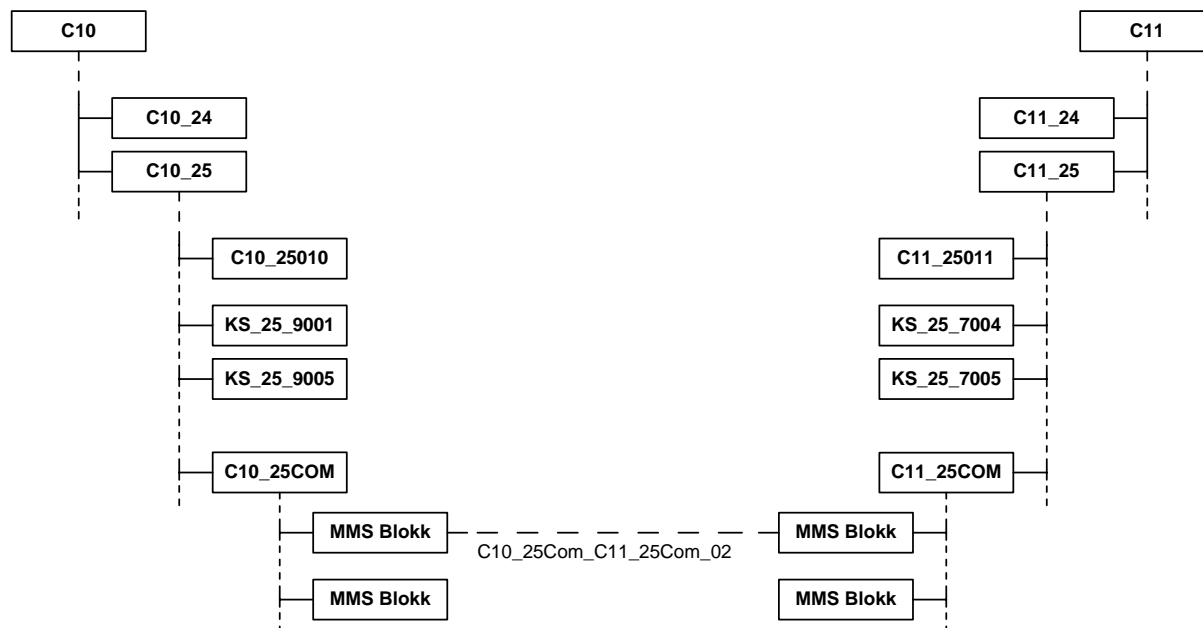 C10
C11
C10_24
C11_24
C10_25
C11_25
C10_25010
C11_25011
KS_25_9001
KS_25_7004
KS_25_9005
KS_25_7005
C10_25COM
C11_25COM
MMS Blokk
MMS Blokk
C10_25Com_C11_25Com_02
MMS Blokk
MMS Blokk